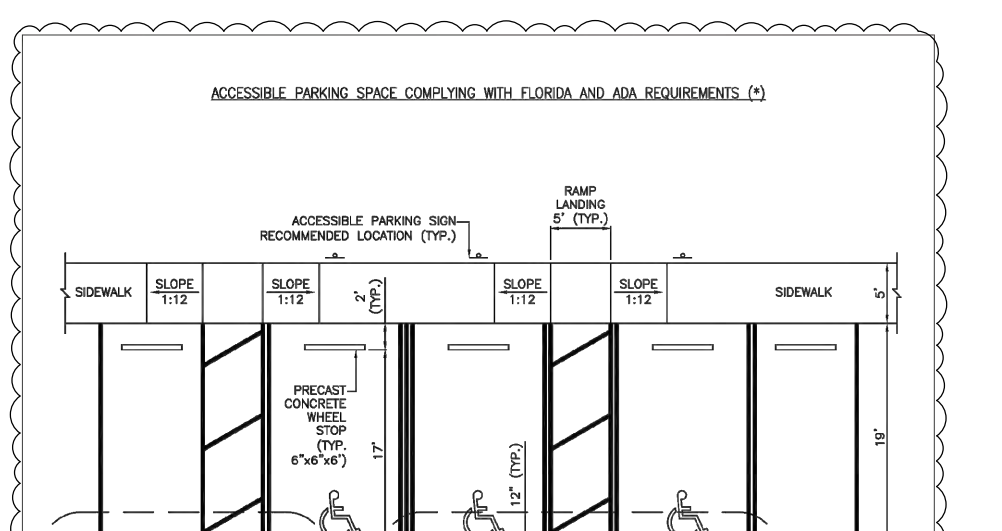 ACCESSIBLE PARKING SPACE COMPLYING WITH FLORIDA AND ADA REQUIREMENTS (*)
RAMP
LANDING
5' (TYP.)
ACCESSIBLE PARKING SIGN
RECOMMENDED LOCATION (TYP.)
SIDEWALK
SLOPE
1:12
SLOPE
1:12
2'
(TYP.)
SLOPE
1:12
SLOPE
1:12
SIDEWALK
5'
PRECAST
CONCRETE
WHEEL
STOP
(TYP.
6"x6"x6')
17'
12" (TYP.)
19'